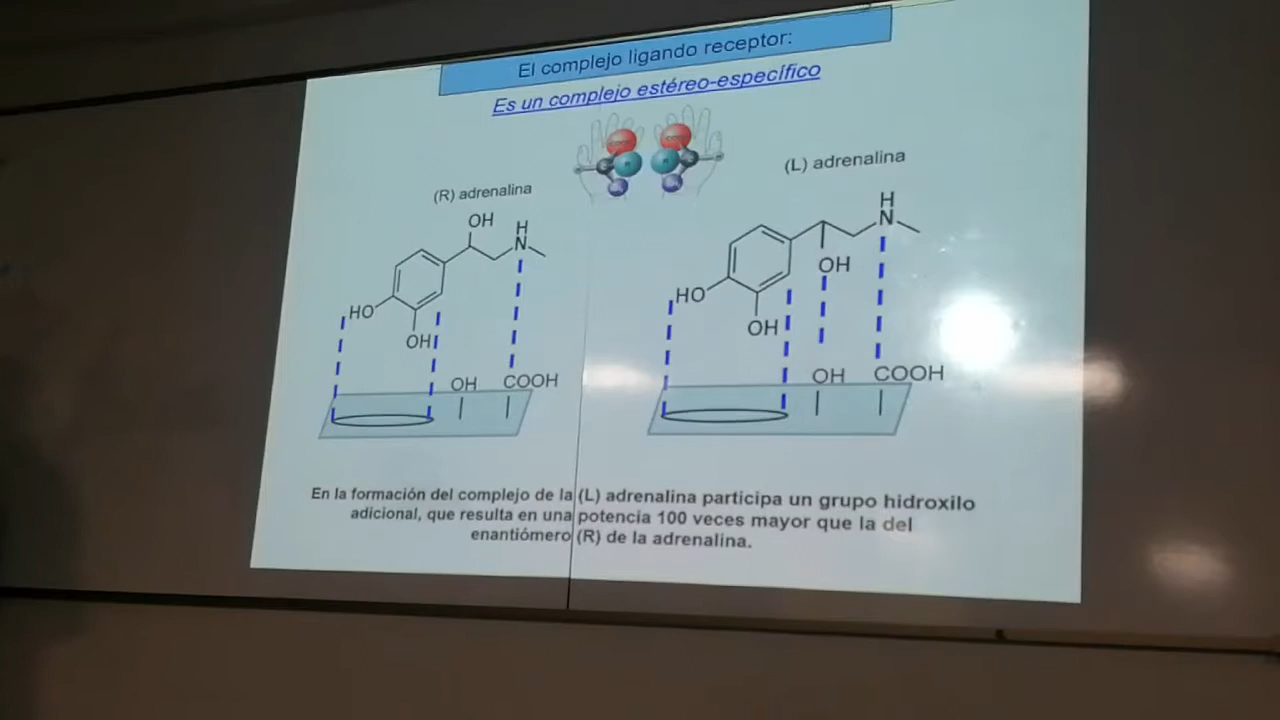 El complejo ligando receptor:
Es un complejo estéreo-específico
(R) adrenalina
OH
H
N
HO
OH
OH
COOH
(L) adrenalina
H
N
OH
HO
OH
OH
COOH
En la formación del complejo de la (L) adrenalina participa un grupo hidroxilo
adicional, que resulta en una potencia 100 veces mayor que la del
enantiómero (R) de la adrenalina.